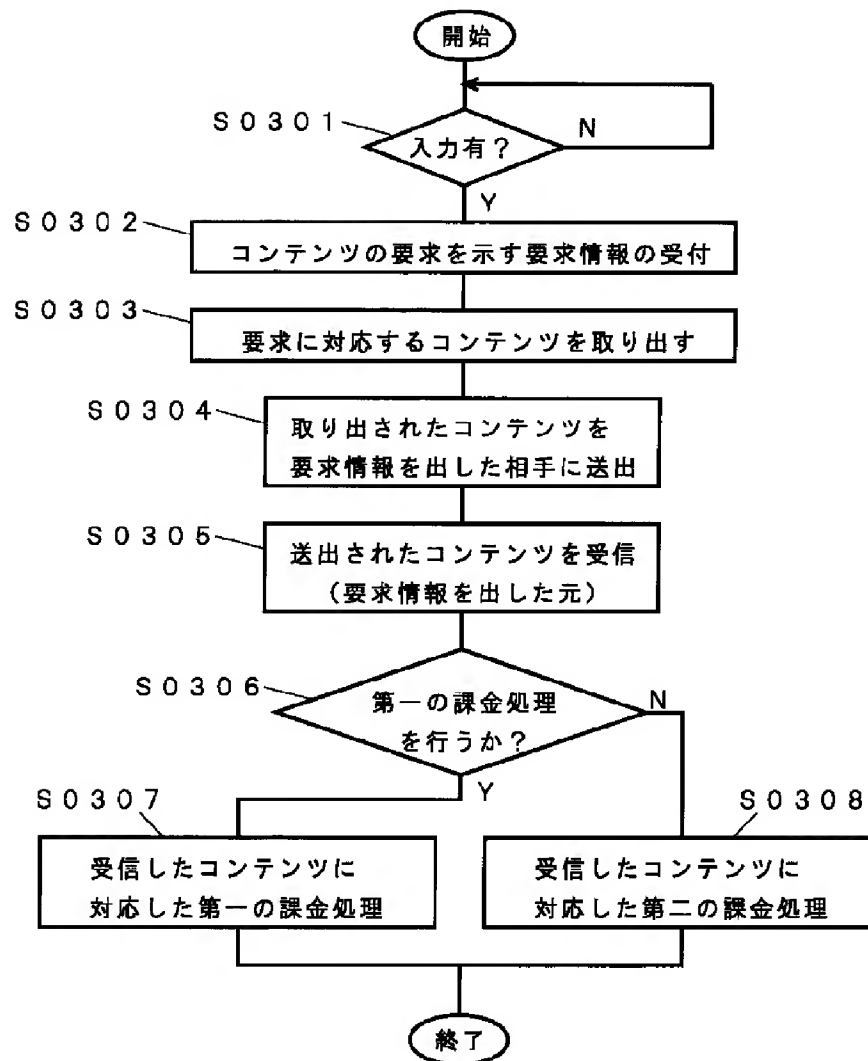 開始
S0301
入力有?
N
Y
S0302
コンテンツの要求を示す要求情報の受付
S0303
要求に対応するコンテンツを取り出す
S0304
取り出されたコンテンツを
要求情報を出した相手に送出
S0305
送出されたコンテンツを受信
(要求情報を出した元)
S0306
第一の課金処理
を行うか?
N
Y
S0307
受信したコンテンツに
対応した第一の課金処理
S0308
受信したコンテンツに
対応した第二の課金処理
終了